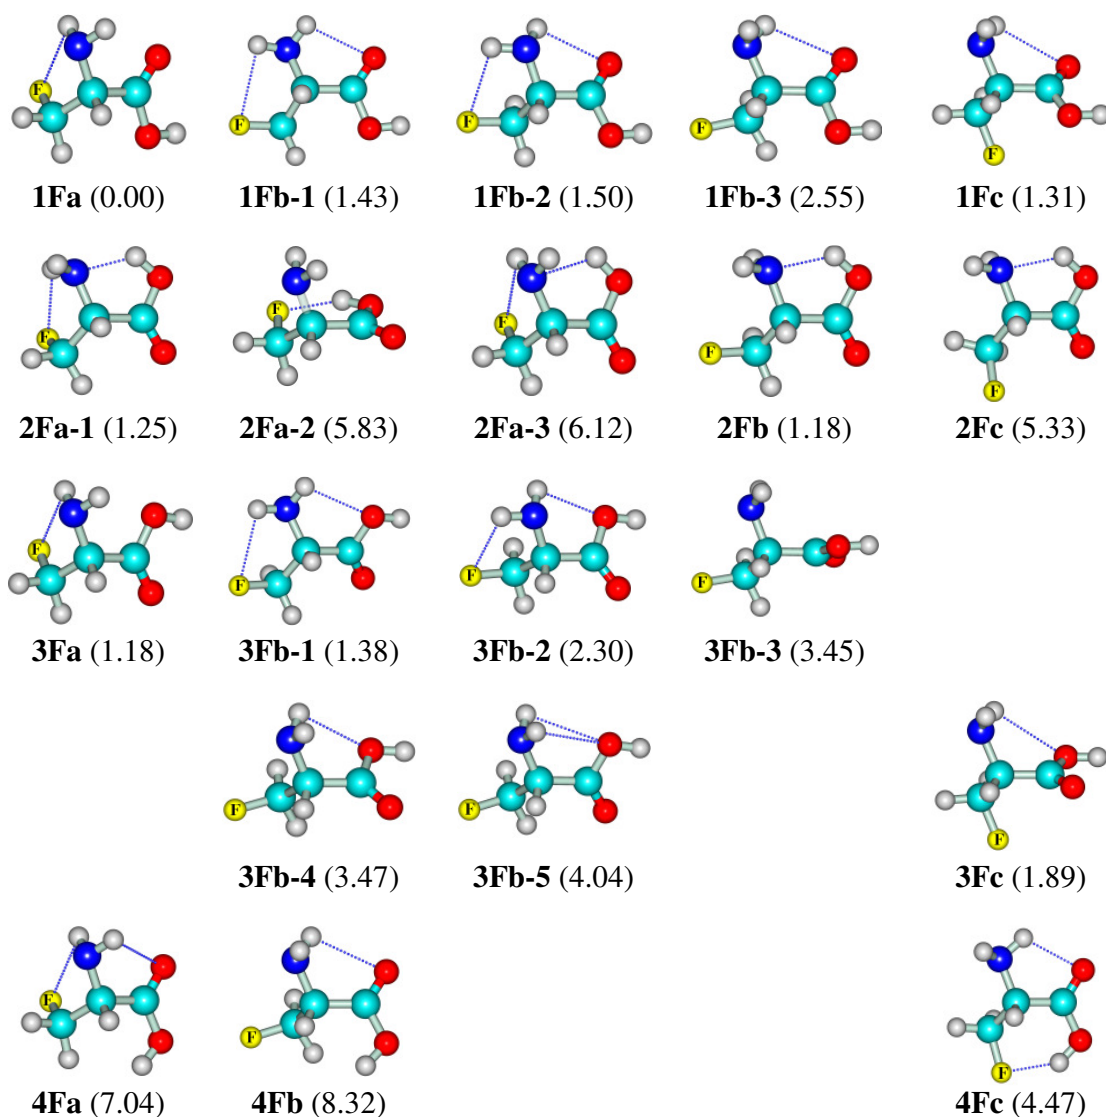 F
F
F
F
F
1Fa (0.00) 1Fb-1 (1.43) 1Fb-2 (1.50) 1Fb-3 (2.55) 1Fc (1.31)
F
F
F
F
F
2Fa-1 (1.25) 2Fa-2 (5.83) 2Fa-3 (6.12) 2Fb (1.18) 2Fc (5.33)
F
F
F
F
3Fa (1.18) 3Fb-1 (1.38) 3Fb-2 (2.30) 3Fb-3 (3.45)
F
F
F
3Fb-4 (3.47) 3Fb-5 (4.04) 3Fc (1.89)
F
F
F
4Fa (7.04) 4Fb (8.32) 4Fc (4.47)